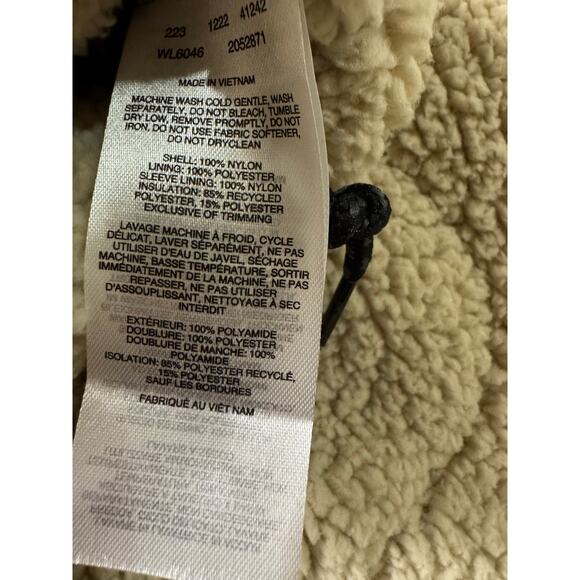 223 1222 41242
WL6046 2052871
MADE IN VIETNAM
MACHINE WASH COLD GENTLE, WASH
SEPARATELY, DO NOT BLEACH, TUMBLE
DRY LOW, REMOVE PROMPTLY, DO NOT
IRON, DO NOT USE FABRIC SOFTENER,
DO NOT DRYCLEAN
SHELL: 100% NYLON
LINING: 100% POLYESTER
SLEEVE LINING: 100% NYLON
INSULATION: 85% RECYCLED
POLYESTER, 15% POLYESTER
EXCLUSIVE OF TRIMMING
LAVAGE MACHINE À FROID, CYCLE
DÉLICAT, LAVER SÉPARÉMENT, NE PAS
UTILISER D'EAU DE JAVEL, SÉCHAGE
MACHINE, BASSE TEMPÉRATURE, SORTIR
IMMÉDIATEMENT DE LA MACHINE, NE PAS
REPASSER, NE PAS UTILISER
D'ASSOUPLISSANT, NETTOYAGE À SEC
INTERDIT
EXTÉRIEUR: 100% POLYAMIDE
DOUBLURE: 100% POLYESTER
DOUBLURE DE MANCHE: 100%
POLYAMIDE
ISOLATION: 85% POLYESTER RECYCLÉ,
15% POLYESTER
SAUF LES BORDURES
FABRIQUÉ AU VIÊT NAM